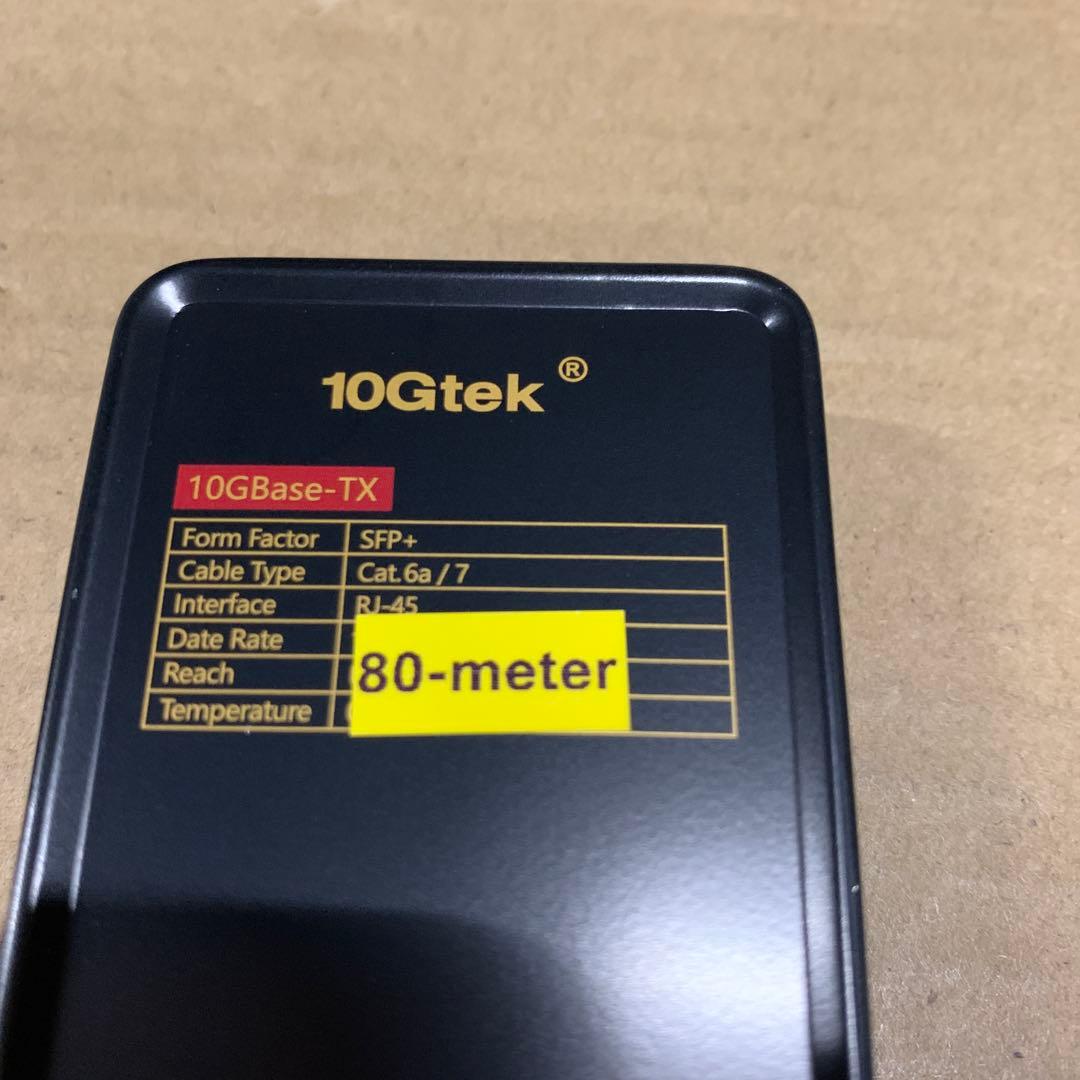 10Gtek ®
10GBase-TX
Form Factor SFP+
Cable Type Cat.6a / 7
Interface RJ-45
Date Rate
Reach 80-meter
Temperature